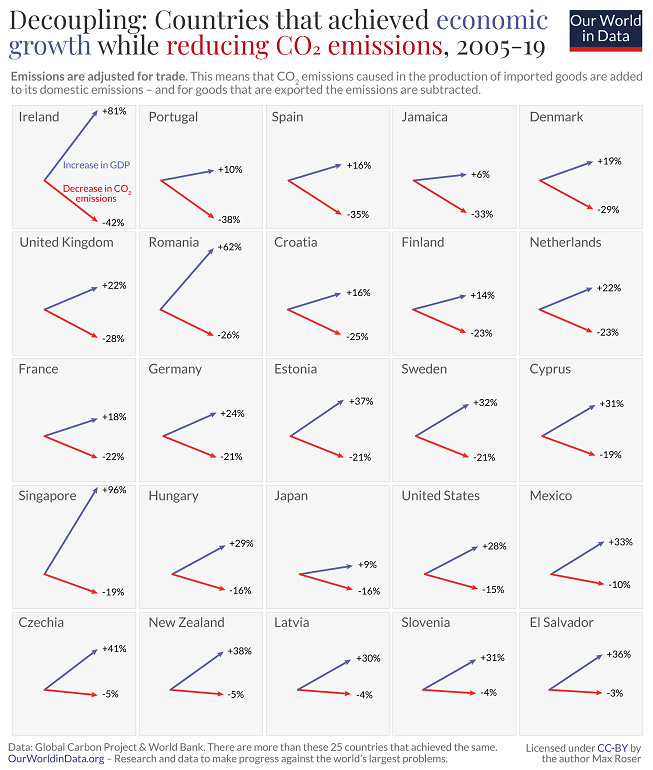 Decoupling: Countries that achieved economic
growth while reducing CO₂ emissions, 2005-19
Our World
in Data
Emissions are adjusted for trade. This means that CO₂ emissions caused in the production of imported goods are added
to its domestic emissions – and for goods that are exported the emissions are subtracted.
Ireland
+81%
Increase in GDP
Decrease in CO₂
emissions
-42%
Portugal
+10%
-38%
Spain
+16%
-35%
Jamaica
+6%
-33%
Denmark
+19%
-29%
United Kingdom
+22%
-28%
Romania
+62%
-26%
Croatia
+16%
-25%
Finland
+14%
-23%
Netherlands
+22%
-23%
France
+18%
-22%
Germany
+24%
-21%
Estonia
+37%
-21%
Sweden
+32%
-21%
Cyprus
+31%
-19%
Singapore
+96%
-19%
Hungary
+29%
-16%
Japan
+9%
-16%
United States
+28%
-15%
Mexico
+33%
-10%
Czechia
+41%
-5%
New Zealand
+38%
-5%
Latvia
+30%
-4%
Slovenia
+31%
-4%
El Salvador
+36%
-3%
Data: Global Carbon Project & World Bank. There are more than these 25 countries that achieved the same.
OurWorldinData.org – Research and data to make progress against the world's largest problems.
Licensed under CC-BY by
the author Max Roser